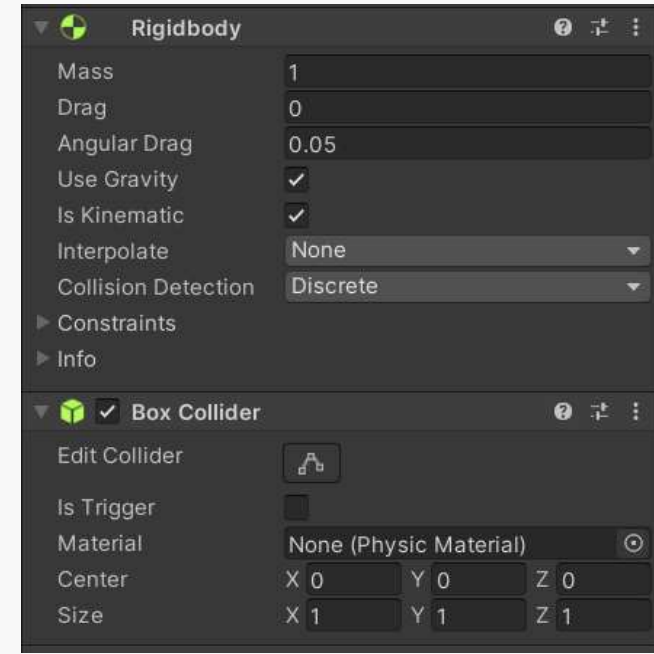 Rigidbody
Mass 1
Drag 0
Angular Drag 0.05
Use Gravity
Is Kinematic
Interpolate None
Collision Detection Discrete
Constraints
Info
Box Collider
Edit Collider
Is Trigger
Material None (Physic Material)
Center X 0 Y 0 Z 0
Size X 1 Y 1 Z 1